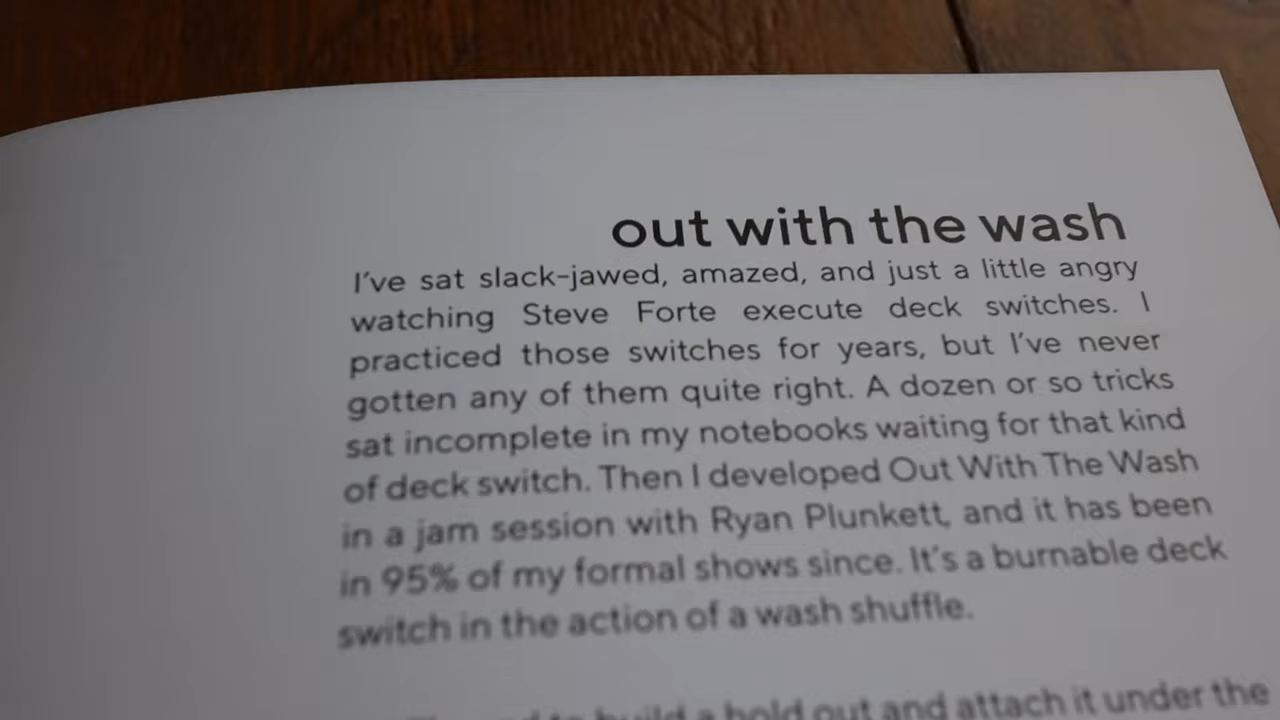 out with the wash
I've sat slack-jawed, amazed, and just a little angry
watching Steve Forte execute deck switches. I
practiced those switches for years, but I've never
gotten any of them quite right. A dozen or so tricks
sat incomplete in my notebooks waiting for that kind
of deck switch. Then I developed Out With The Wash
in a jam session with Ryan Plunkett, and it has been
in 95% of my formal shows since. It's a burnable deck
switch in the action of a wash shuffle.
to build a hold out and attach it under the